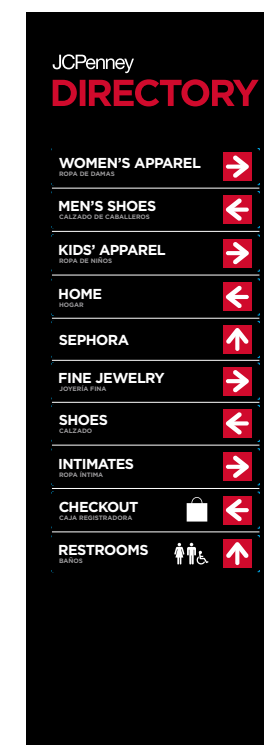 JCPenney
DIRECTORY
WOMEN'S APPAREL
ROPA DE DAMAS
MEN'S SHOES
CALZADO DE CABALLEROS
KIDS' APPAREL
ROPA DE NIÑOS
HOME
HOGAR
SEPHORA
FINE JEWELRY
JOYERÍA FINA
SHOES
CALZADO
INTIMATES
ROPA ÍNTIMA
CHECKOUT
CAJA REGISTRADORA
RESTROOMS
BAÑOS